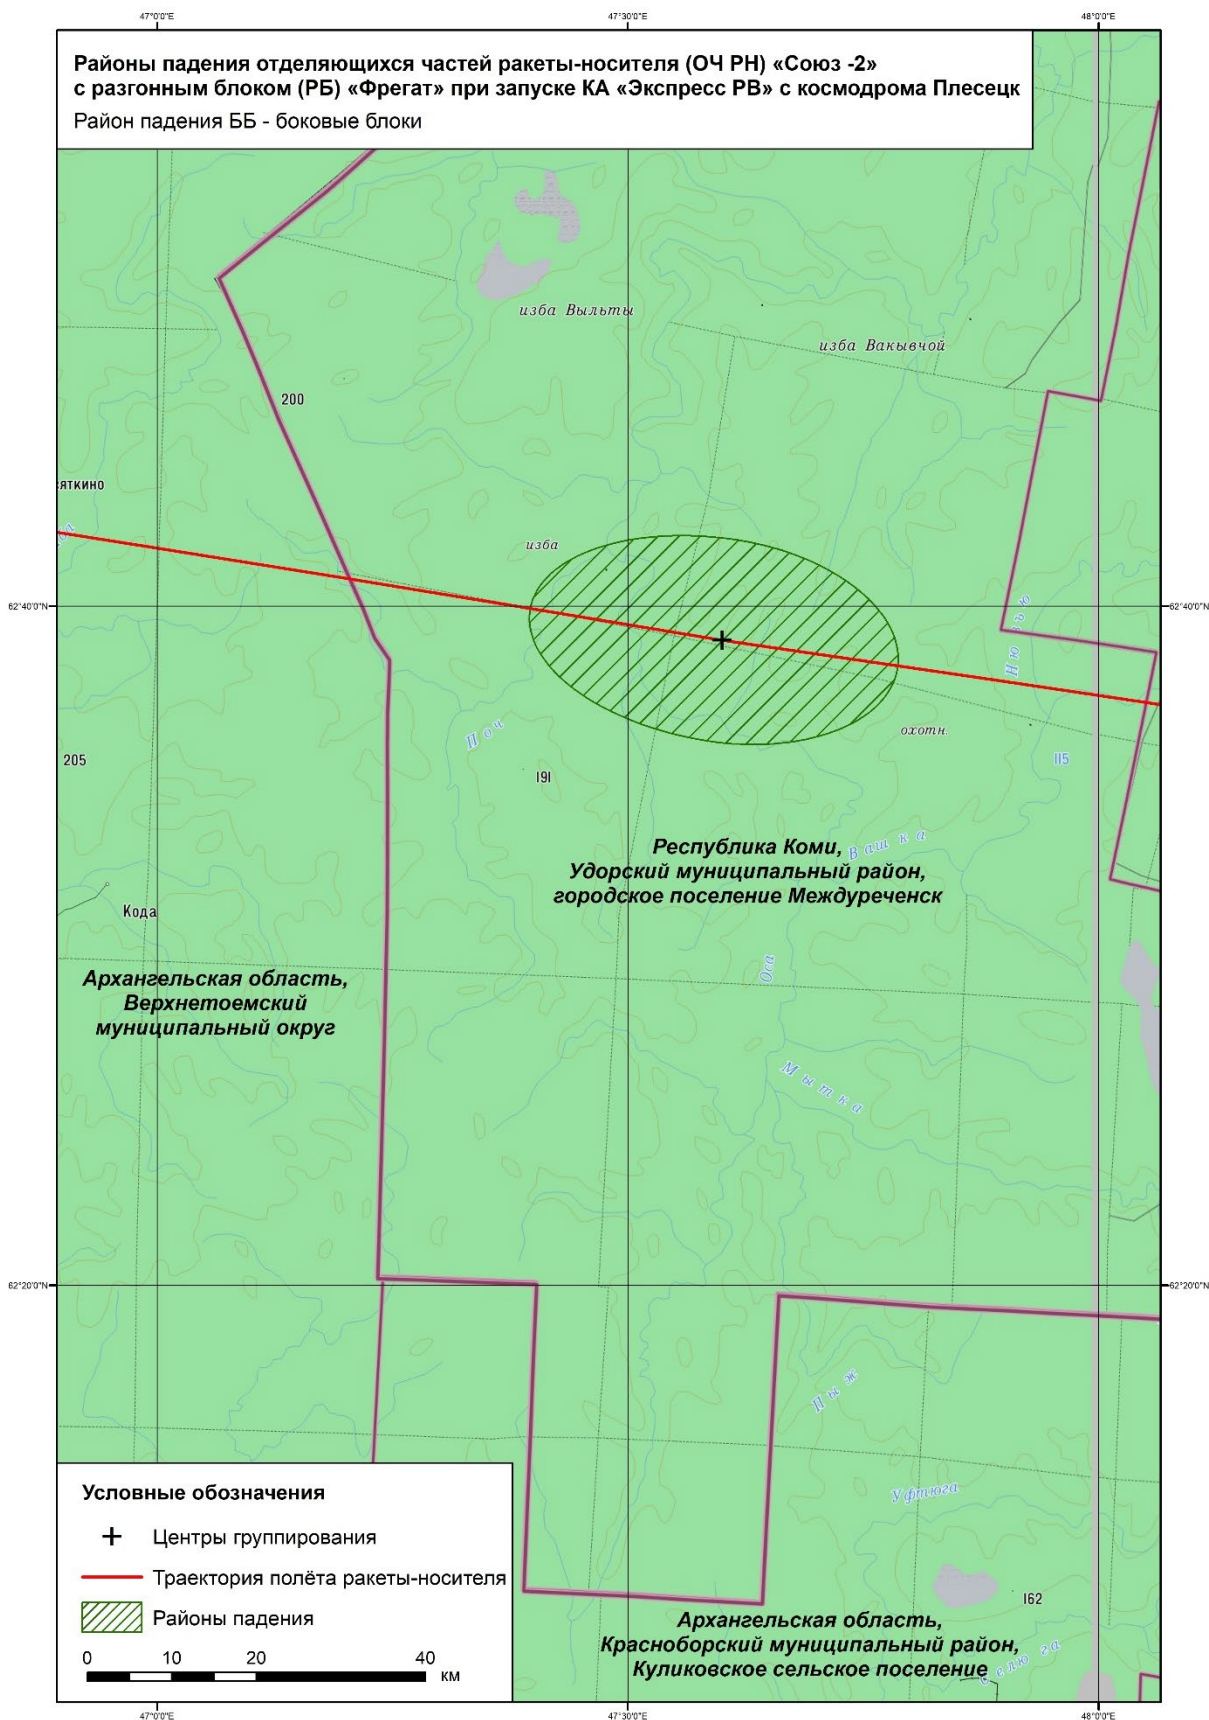 47°0'0"E
47°30'0"E
48°0'0"E
Районы падения отделяющихся частей ракеты-носителя (ОЧ РН) «Союз -2»
с разгонным блоком (РБ) «Фрегат» при запуске КА «Экспресс РВ» с космодрома Плесецк
Район падения ББ - боковые блоки
изба Выльты
изба Вакывчой
200
яткино
изба
62°40'0"N
62°40'0"N
Поч
охотн.
205
191
115
Республика Коми,
Удорский муниципальный район,
городское поселение Междуреченск
Вашка
Кода
Оса
Архангельская область,
Верхнетоемский
муниципальный округ
Мытка
62°20'0"N
62°20'0"N
Пыж
Уфтюга
Условные обозначения
Центры группирования
Траектория полёта ракеты-носителя
Районы падения
0 10 20 40
км
162
Архангельская область,
Красноборский муниципальный район,
Куликовское сельское поселение
47°0'0"E
47°30'0"E
48°0'0"E